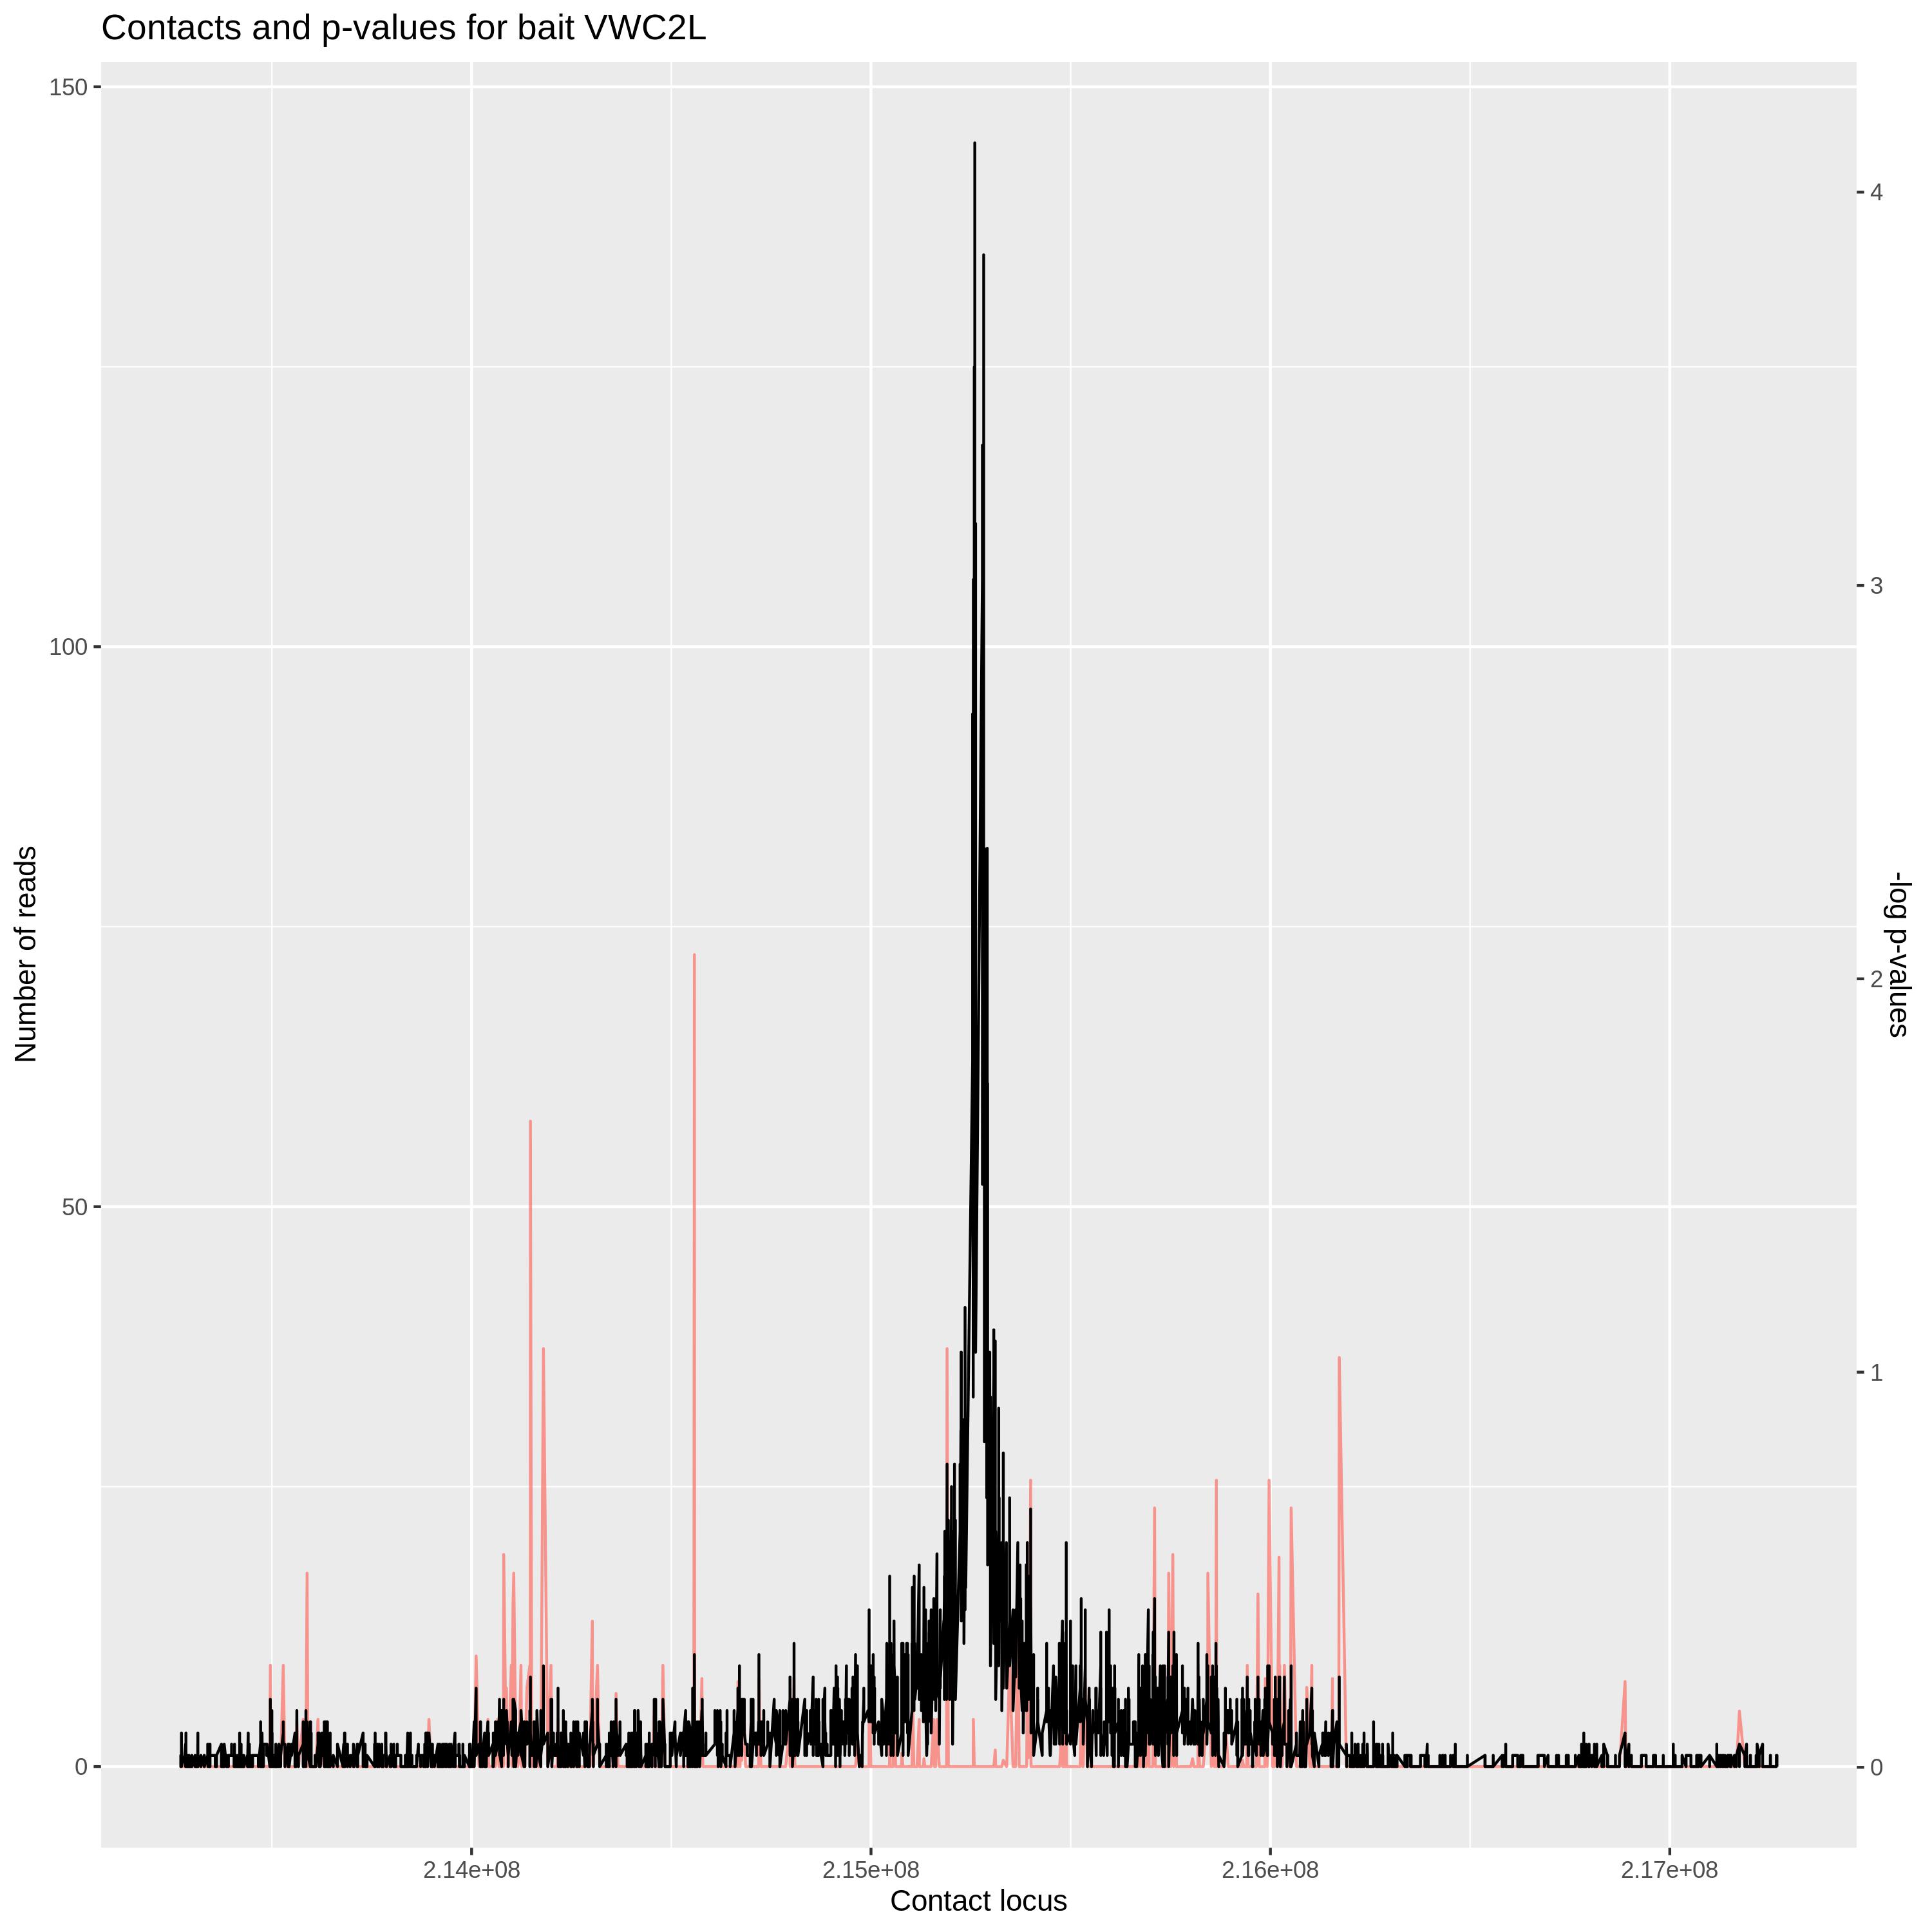 Contacts and p-values for bait VWC2L
150
100
50
0
Number of reads
4
3
2
1
0
-log p-values
2.14e+08
2.15e+08
2.16e+08
2.17e+08
Contact locus